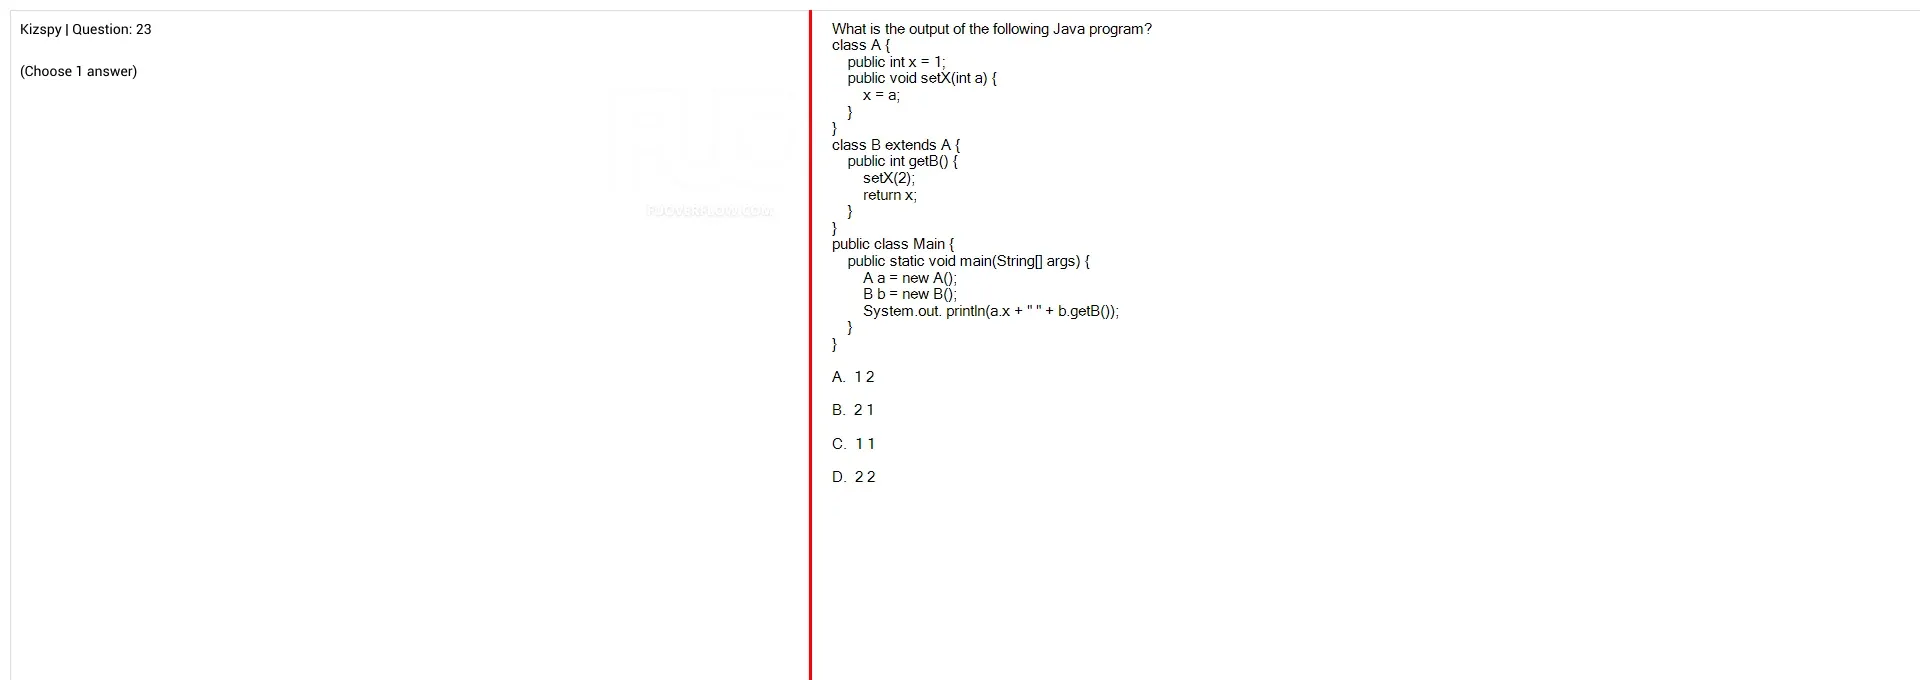 Kizspy | Question: 23
(Choose 1 answer)
FUOVERFLOW.COM
What is the output of the following Java program?
class A {
public int x = 1;
public void setX(int a) {
x = a;
}
}
class B extends A {
public int getB() {
setX(2);
return x;
}
}
public class Main {
public static void main(String[] args) {
A a = new A();
B b = new B();
System.out. println(a.x + " " + b.getB());
}
}
A. 1 2
B. 2 1
C. 1 1
D. 2 2